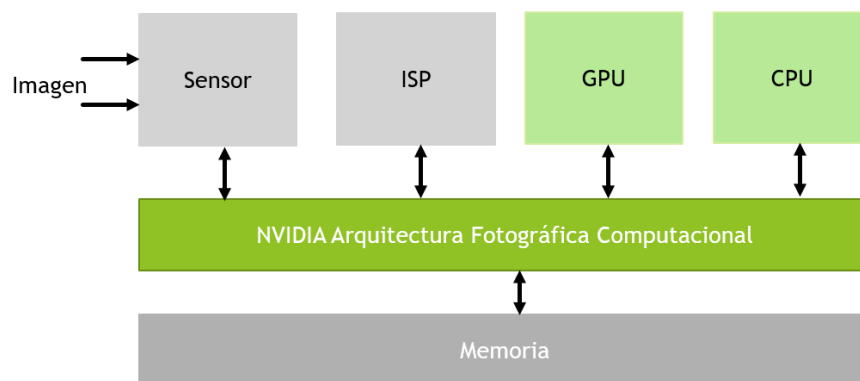 Imagen
Sensor
ISP
GPU
CPU
NVIDIA Arquitectura Fotográfica Computacional
Memoria